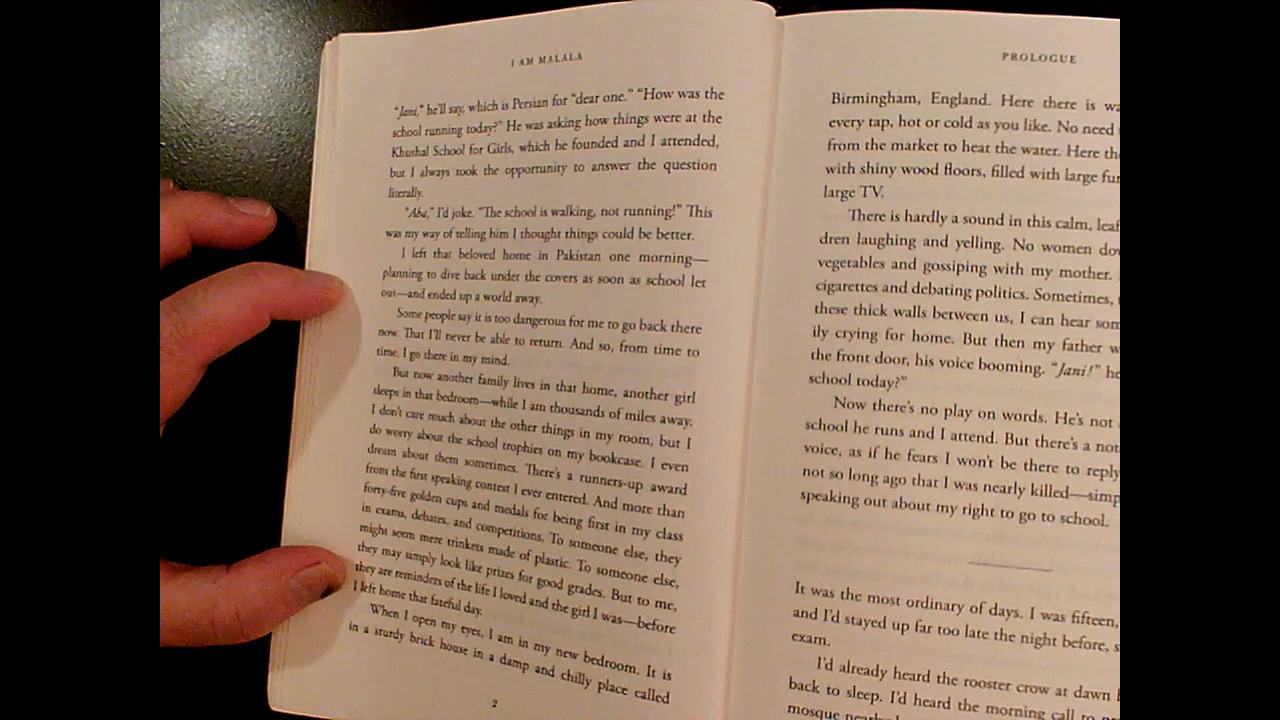 I AM MALALA
"Jani," he'll say, which is Persian for "dear one." "How was the
school running today?" He was asking how things were at the
Khushal School for Girls, which he founded and I attended,
but I always took the opportunity to answer the question
literally.
"Aba," I'd joke. "The school is walking, not running!" This
was my way of telling him I thought things could be better.
I left that beloved home in Pakistan one morning—
planning to dive back under the covers as soon as school let
out—and ended up a world away.
Some people say it is too dangerous for me to go back there
now. That I'll never be able to return. And so, from time to
time, I go there in my mind.
But now another family lives in that home, another girl
sleeps in that bedroom—while I am thousands of miles away.
I don't care much about the other things in my room, but I
do worry about the school trophies on my bookcase. I even
dream about them sometimes. There's a runners-up award
from the first speaking contest I ever entered. And more than
forty-five golden cups and medals for being first in my class
in exams, debates, and competitions. To someone else, they
might seem mere trinkets made of plastic. To someone else,
they may simply look like prizes for good grades. But to me,
they are reminders of the life I loved and the girl I was—before
I left home that fateful day.
When I open my eyes, I am in my new bedroom. It is
in a sturdy brick house in a damp and chilly place called
2
PROLOGUE
Birmingham, England. Here there is
every tap, hot or cold as you like. No need
from the market to heat the water. Here
with shiny wood floors, filled with large
large TV.
There is hardly a sound in this calm,
dren laughing and yelling. No women
vegetables and gossiping with my mother.
cigarettes and debating politics. Sometimes,
these thick walls between us, I can hear
ily crying for home. But then my father
the front door, his voice booming. "Jani!"
school today?"
Now there's no play on words. He's not
school he runs and I attend. But there's a
voice, as if he fears I won't be there to reply
not so long ago that I was nearly killed—
speaking out about my right to go to school.
It was the most ordinary of days. I was fifteen,
and I'd stayed up far too late the night before,
exam.
I'd already heard the rooster crow at dawn
back to sleep. I'd heard the morning call to
mosque